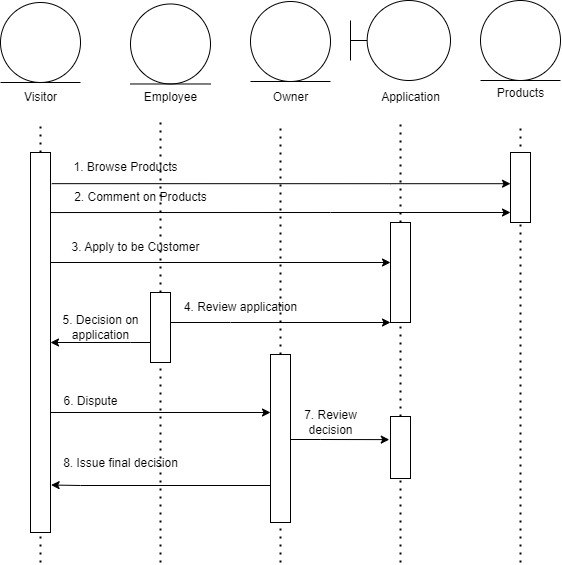 Visitor
Employee
Owner
Application
Products
1. Browse Products
2. Comment on Products
3. Apply to be Customer
4. Review application
5. Decision on
application
6. Dispute
7. Review
decision
8. Issue final decision